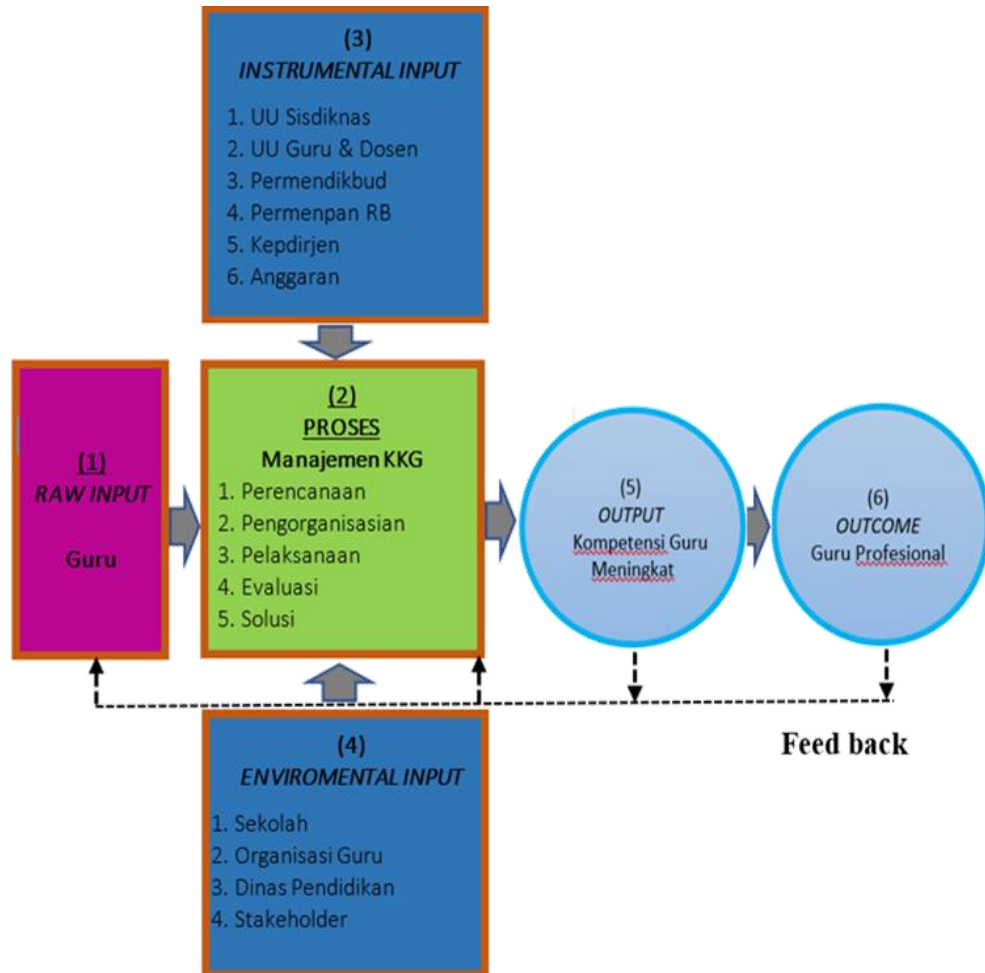 (3)
INSTRUMENTAL INPUT
1. UU Sisdiknas
2. UU Guru & Dosen
3. Permendikbud
4. Permenpan RB
5. Kepdirjen
6. Anggaran
(1)
RAW INPUT
Guru
(2)
PROSES
Manajemen KKG
1. Perencanaan
2. Pengorganisasian
3. Pelaksanaan
4. Evaluasi
5. Solusi
(5)
OUTPUT
Kompetensi Guru
Meningkat
(6)
OUTCOME
Guru Profesional
Feed back
(4)
ENVIROMENTAL INPUT
1. Sekolah
2. Organisasi Guru
3. Dinas Pendidikan
4. Stakeholder